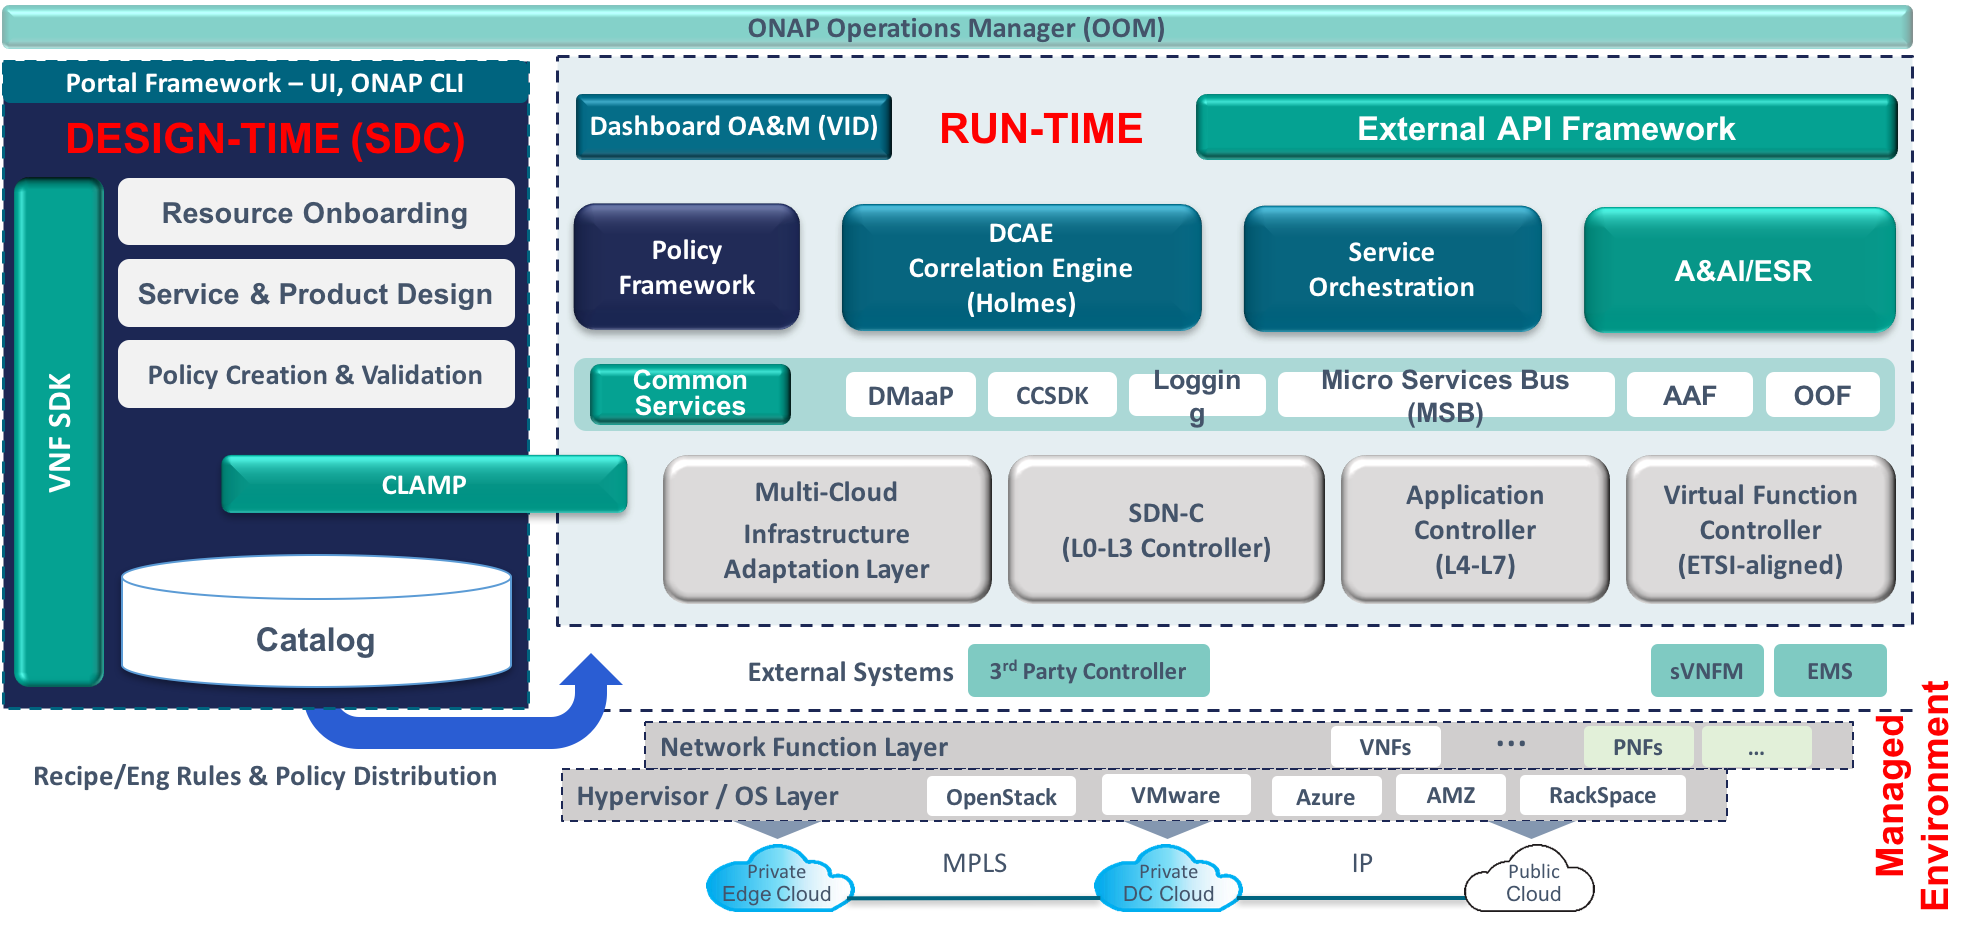 ONAP Operations Manager (OOM)
Portal Framework – UI, ONAP CLI
DESIGN-TIME (SDC)
VNF SDK
Resource Onboarding
Service & Product Design
Policy Creation & Validation
CLAMP
Catalog
Recipe/Eng Rules & Policy Distribution
Dashboard OA&M (VID)
RUN-TIME
External API Framework
Policy
Framework
DCAE
Correlation Engine
(Holmes)
Service
Orchestration
A&AI/ESR
Common
Services
DMaaP
CCSDK
Loggin
g
Micro Services Bus
(MSB)
AAF
OOF
Multi-Cloud
Infrastructure
Adaptation Layer
SDN-C
(L0-L3 Controller)
Application
Controller
(L4-L7)
Virtual Function
Controller
(ETSI-aligned)
External Systems
3rd Party Controller
sVNFM
EMS
Network Function Layer
VNFs
...
PNFs
...
Hypervisor / OS Layer
OpenStack
VMware
Azure
AMZ
RackSpace
Private
Edge Cloud
MPLS
Private
DC Cloud
IP
Public
Cloud
Managed
Environment